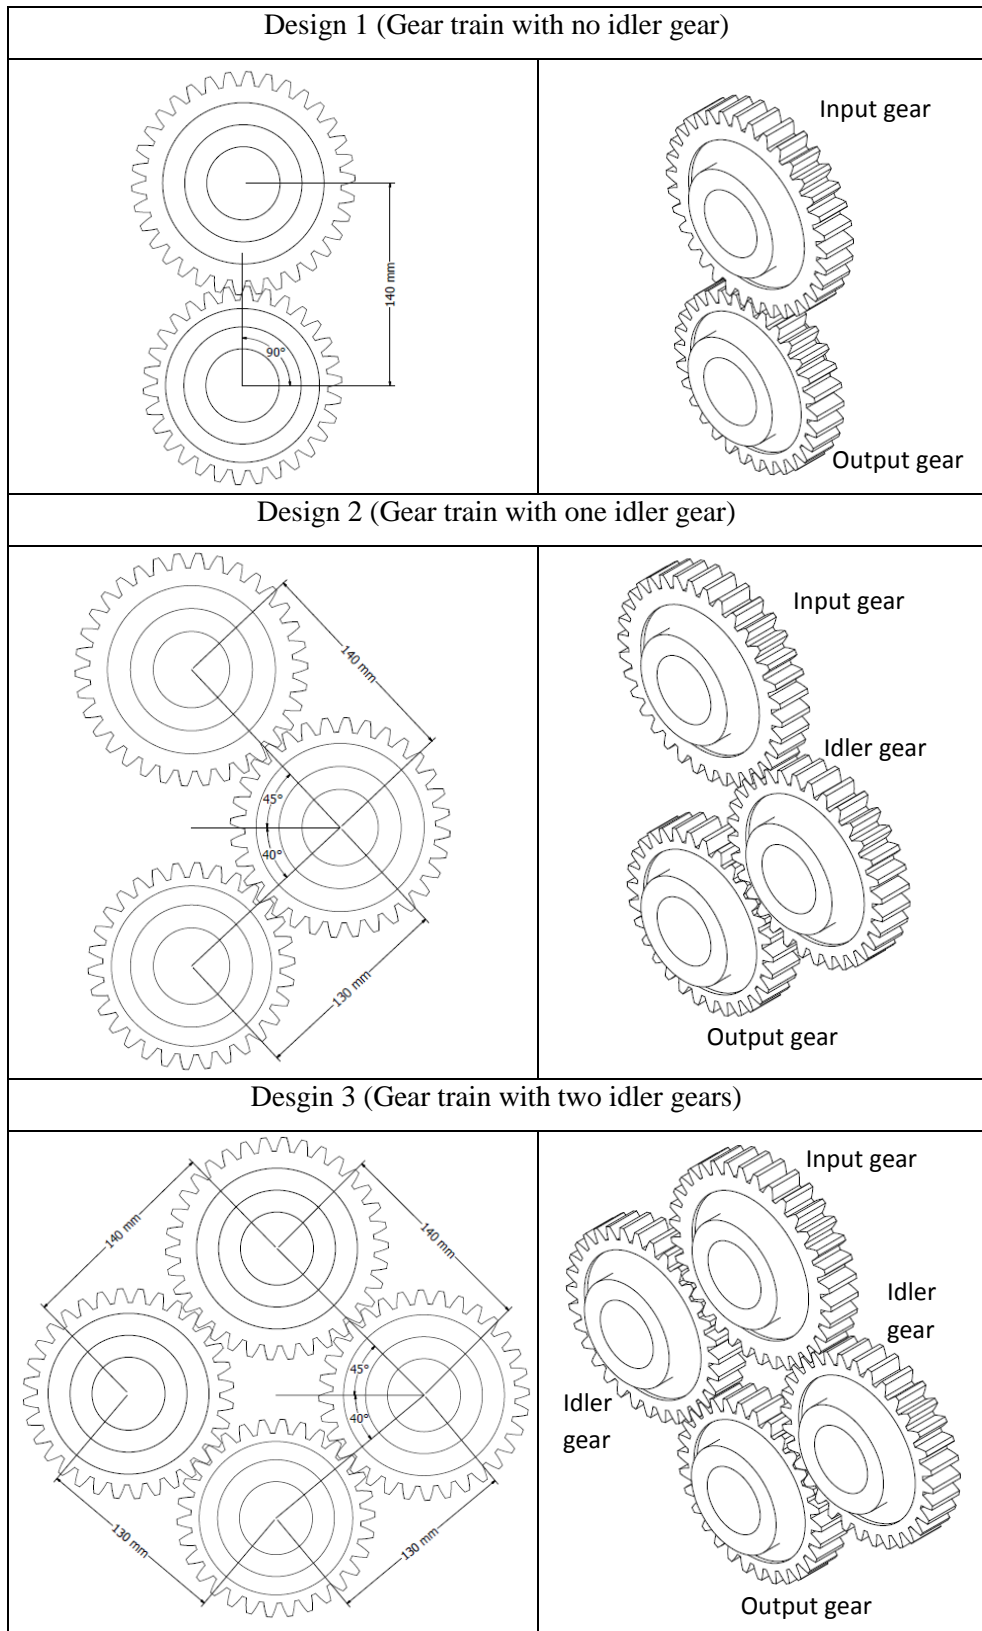 Design 1 (Gear train with no idler gear)
140 mm
90°
Input gear
Output gear
Design 2 (Gear train with one idler gear)
140 mm
45°
40°
130 mm
Input gear
Idler gear
Output gear
Desgin 3 (Gear train with two idler gears)
140 mm
140 mm
45°
40°
130 mm
130 mm
Input gear
Idler
gear
Idler
gear
Output gear